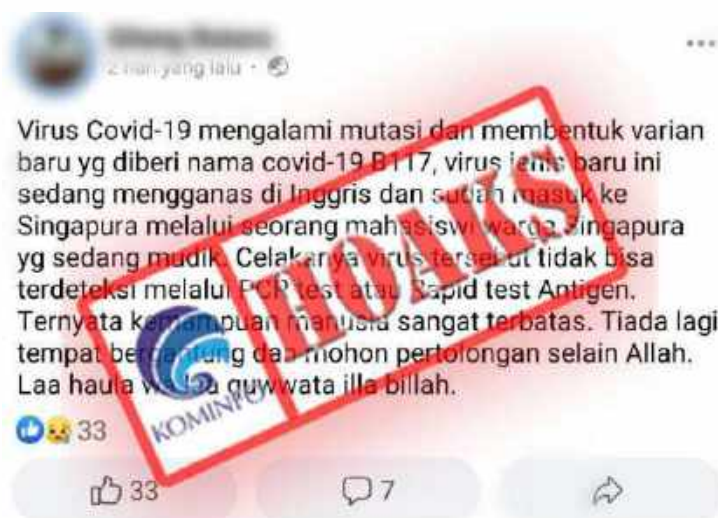 yang lalu
Virus Covid-19 mengalami mutasi dan membentuk varian
baru yg diberi nama covid-19 B117, virus jenis baru ini
sedang mengganas di Inggris dan sudah masuk ke
Singapura melalui seorang mahasiswi warga Singapura
yg sedang mudik. Celakanya virus tersebut tidak bisa
terdeteksi melalui PCR test atau Rapid test Antigen.
Ternyata kemampuan manusia sangat terbatas. Tiada lagi
tempat bergantung dan mohon pertolongan selain Allah.
Laa haula wa laa quwwata illa billah.
HOAKS
KOMINFO
33
33
7